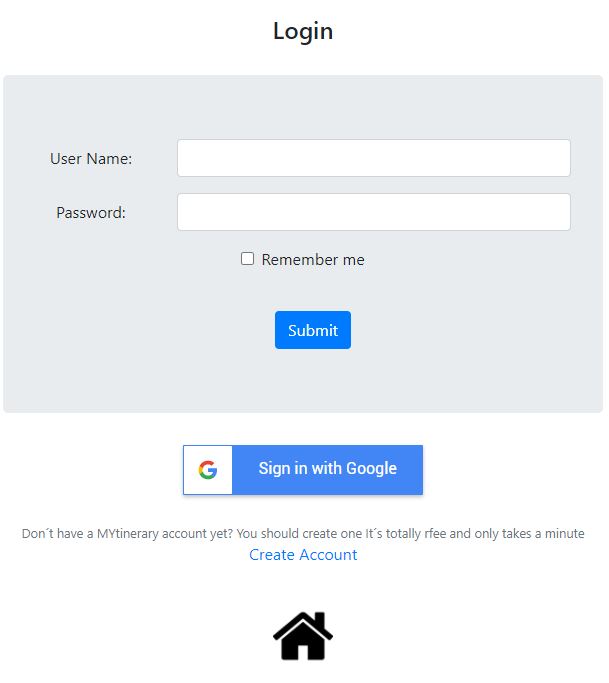 Login
User Name:
Password:
Remember me
Submit
Sign in with Google
Don´t have a MYtinerary account yet? You should create one It´s totally rfee and only takes a minute
Create Account